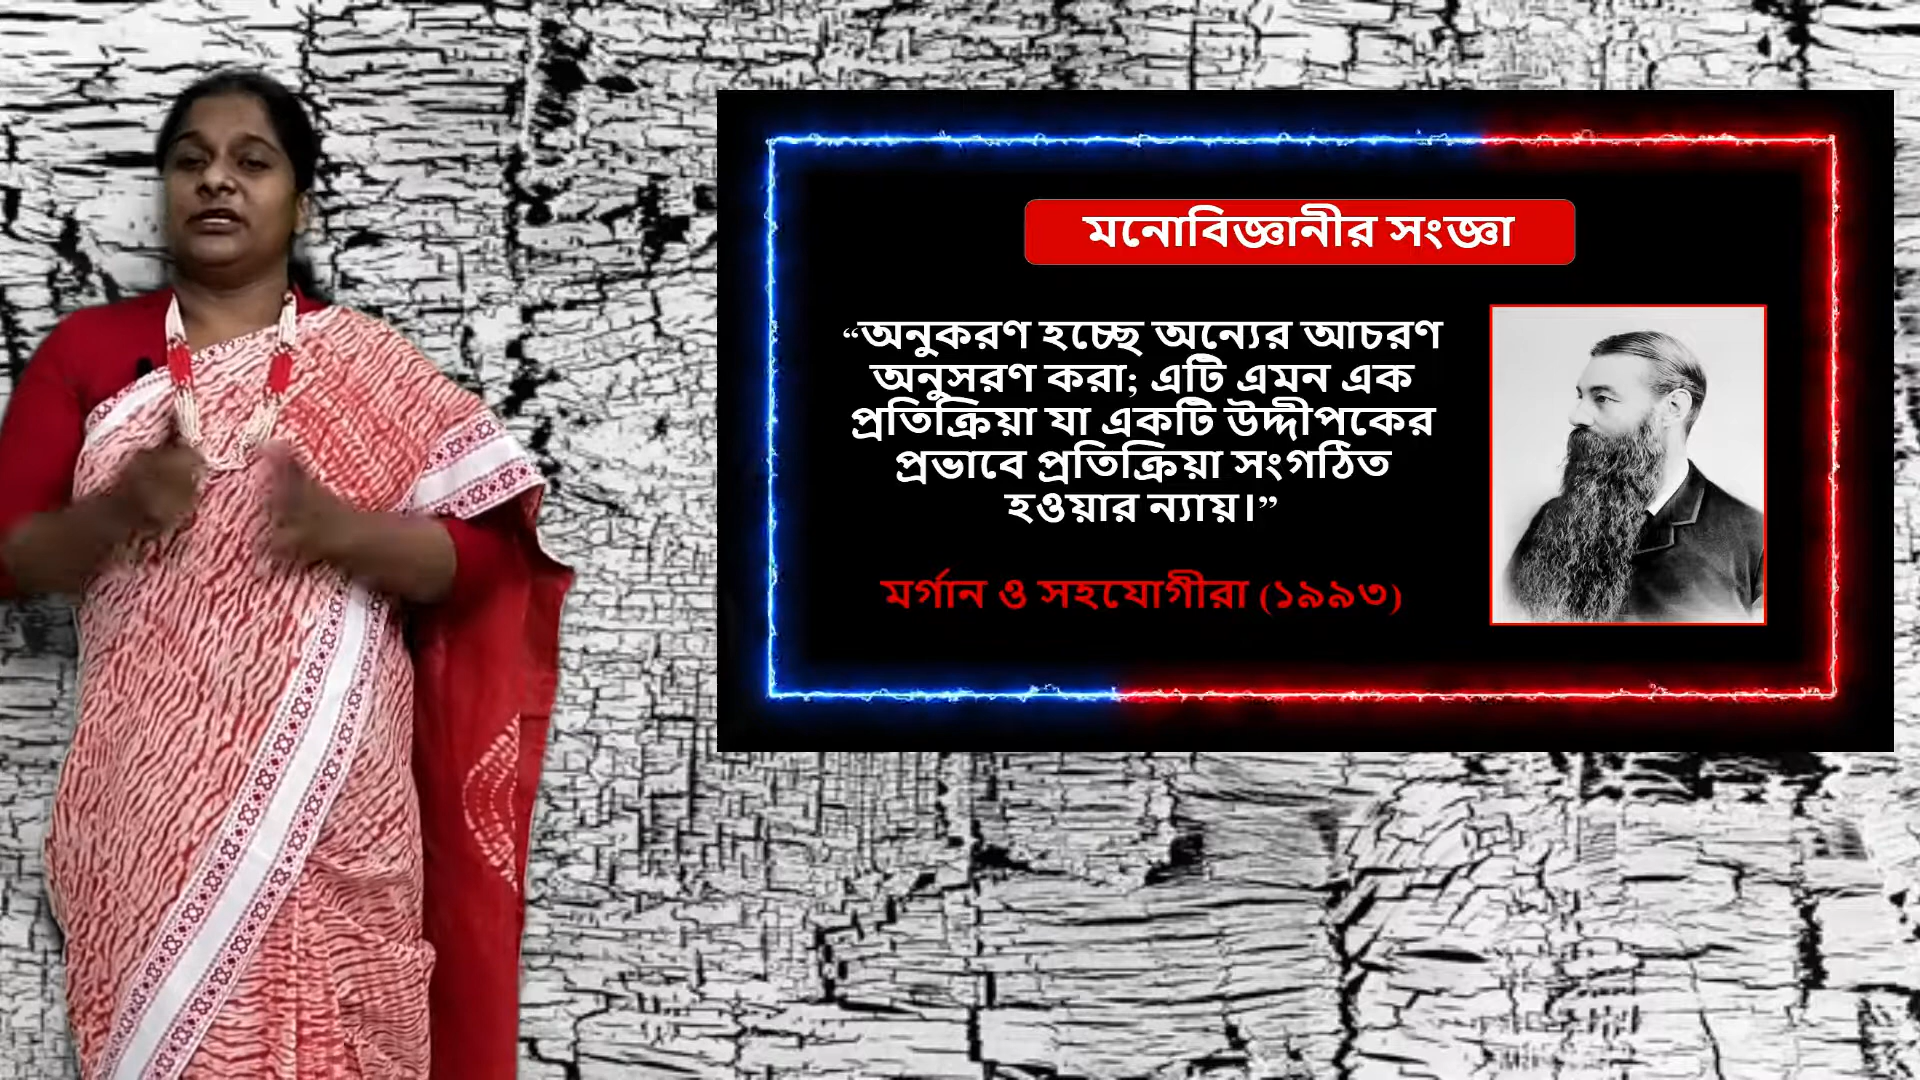 মনোবিজ্ঞানীর সংজ্ঞা
“অনুকরণ হচ্ছে অন্যের আচরণ
অনুসরণ করা; এটি এমন এক
প্রতিক্রিয়া যা একটি উদ্দীপকের
প্রভাবে প্রতিক্রিয়া সংগঠিত
হওয়ার ন্যায়।”
মর্গান ও সহযোগীরা (১৯৯৩)